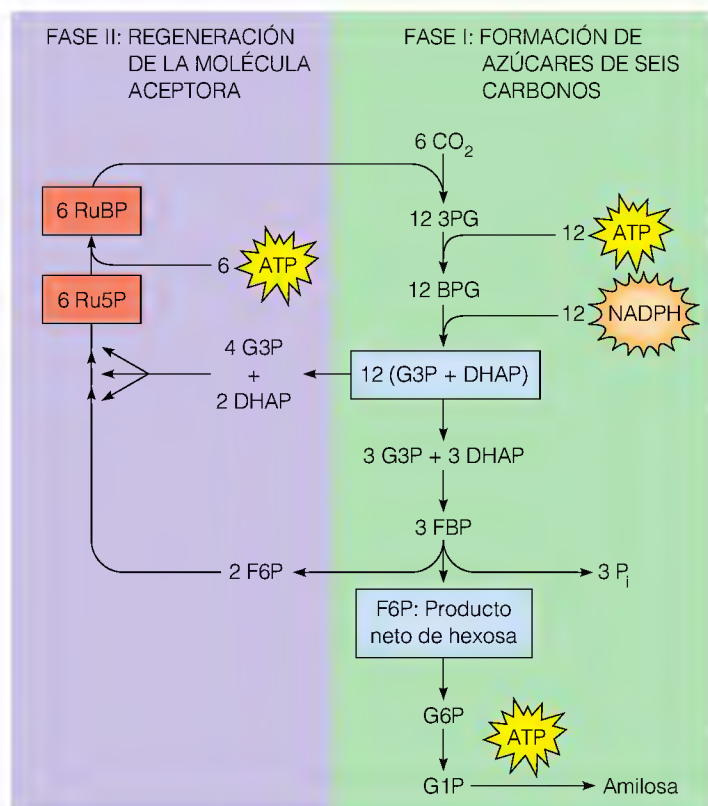 FASE II: REGENERACIÓN
DE LA MOLÉCULA
ACEPTORA
FASE I: FORMACIÓN DE
AZÚCARES DE SEIS
CARBONOS
6 CO₂
6 RuBP
12 3PG
12 ATP
6 ATP
12 BPG
6 Ru5P
12 NADPH
4 G3P
+
2 DHAP
12 (G3P + DHAP)
3 G3P + 3 DHAP
3 FBP
2 F6P
3 Pᵢ
F6P: Producto
neto de hexosa
G6P
ATP
G1P
Amilosa